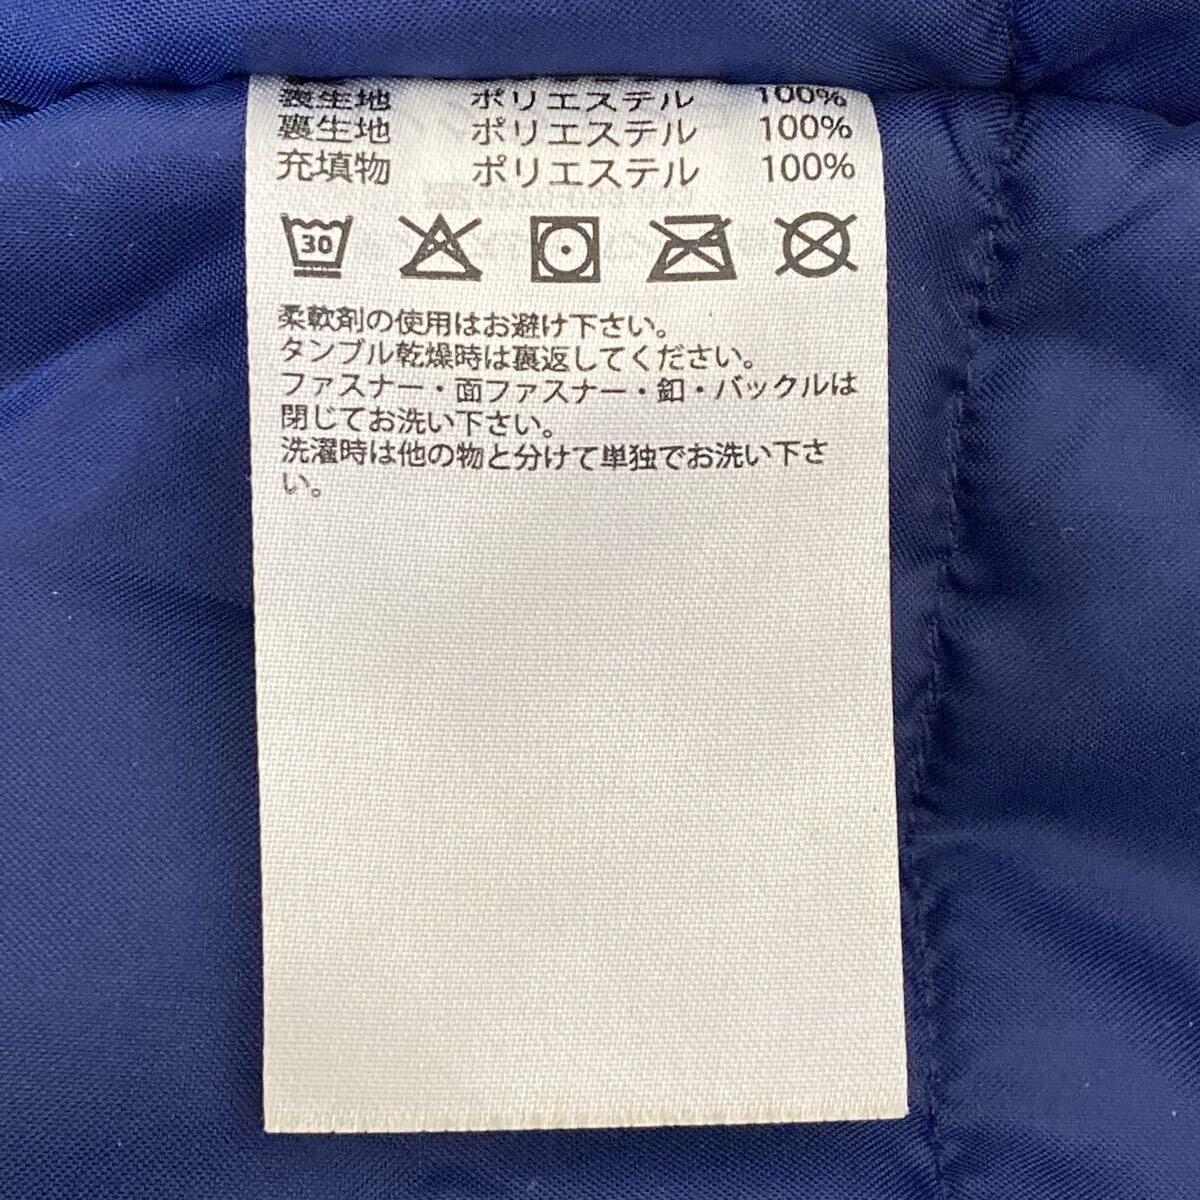 表生地 ポリエステル 100%
裏生地 ポリエステル 100%
充填物 ポリエステル 100%
30
柔軟剤の使用はお避け下さい。
タンブル乾燥時は裏返してください。
ファスナー・面ファスナー・釦・バックルは
閉じてお洗い下さい。
洗濯時は他の物と分けて単独でお洗い下さ
い。